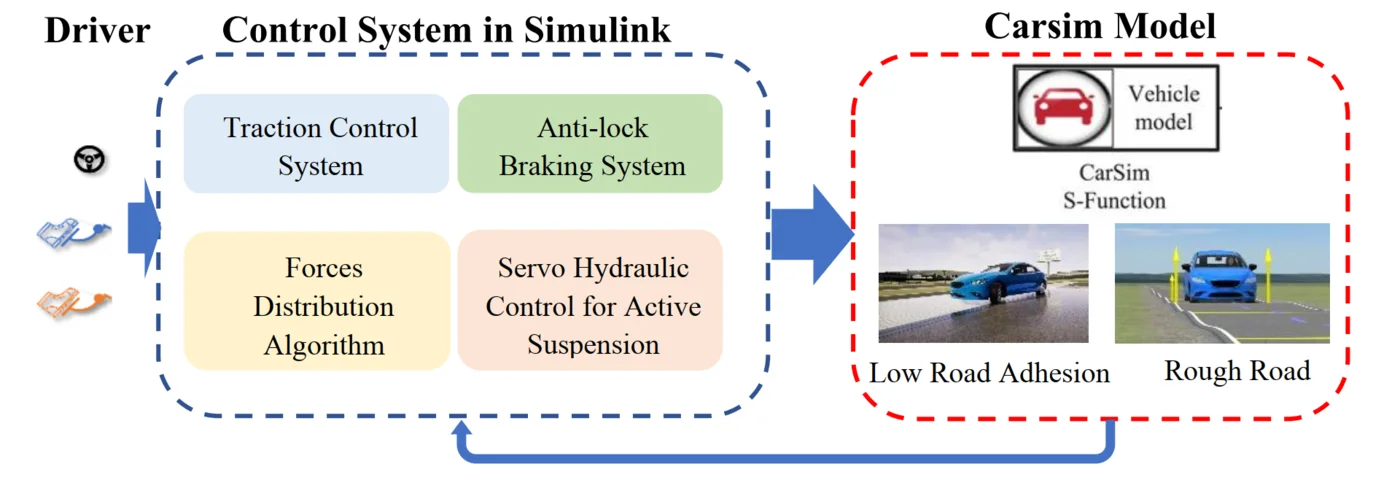 Driver
Control System in Simulink
Carsim Model
Traction Control
System
Anti-lock
Braking System
Forces
Distribution
Algorithm
Servo Hydraulic
Control for Active
Suspension
Vehicle
model
CarSim
S-Function
Low Road Adhesion
Rough Road